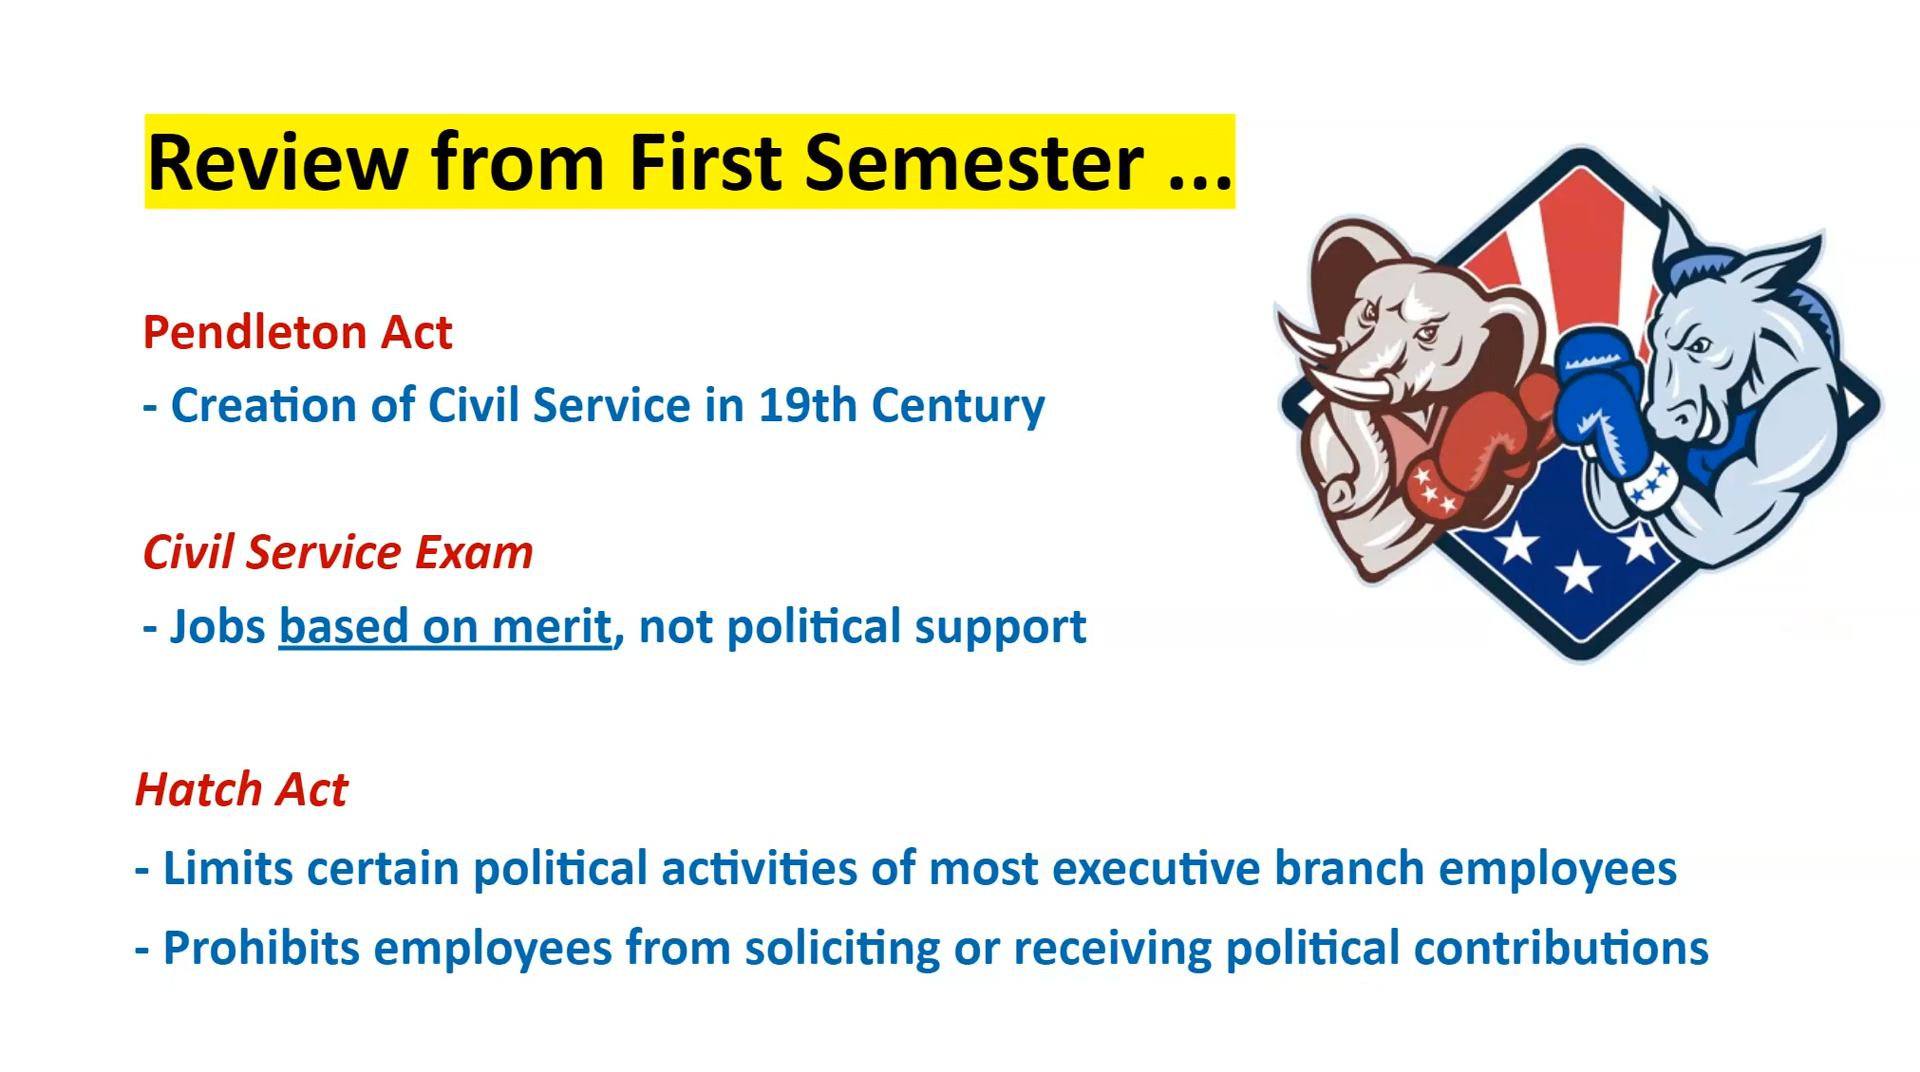 Review from First Semester ...
Pendleton Act
- Creation of Civil Service in 19th Century
Civil Service Exam
- Jobs based on merit, not political support
Hatch Act
- Limits certain political activities of most executive branch employees
- Prohibits employees from soliciting or receiving political contributions